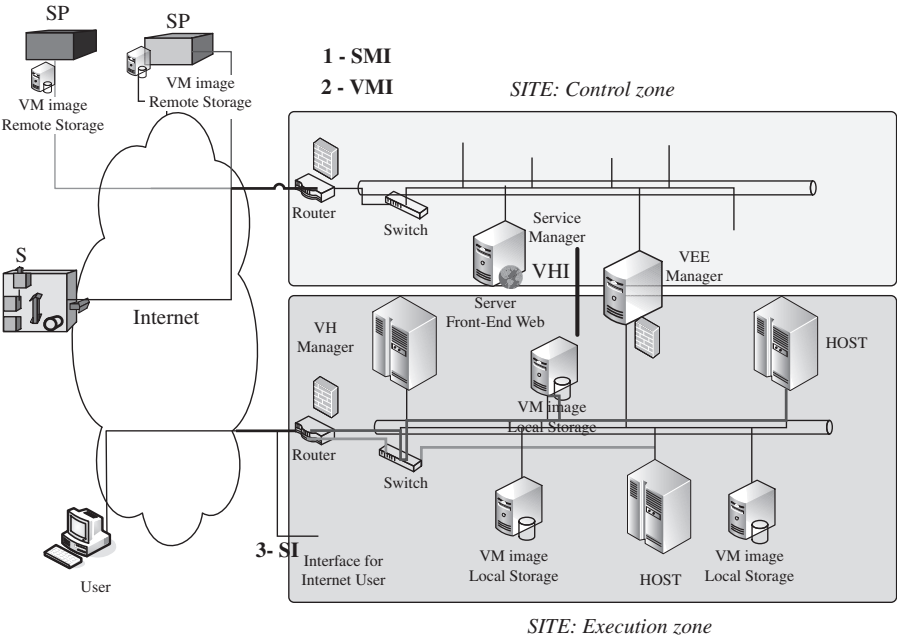 SP
SP
1 - SMI
2 - VMI
SITE: Control zone
VM image
Remote Storage
VM image
Remote Storage
Router
Switch
Service
Manager
VEE
Manager
VHI
S
Internet
Server
Front-End Web
VH
Manager
HOST
VM image
Local Storage
Router
Switch
3- SI
Interface for
Internet User
User
VM image
Local Storage
HOST
VM image
Local Storage
SITE: Execution zone